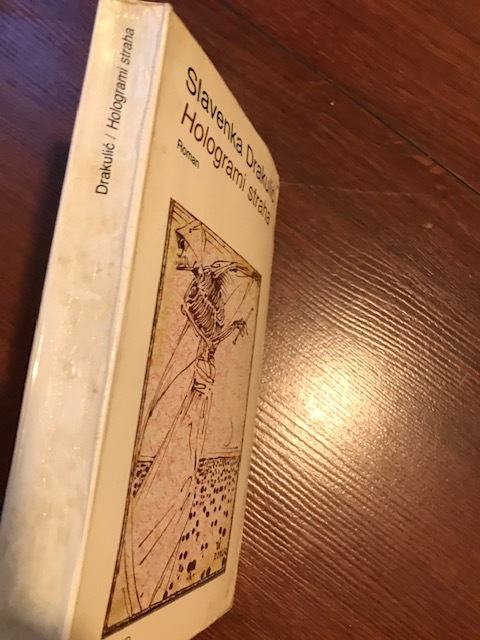 Drakulić / Hologrami straha
Slavenka Drakulić
Hologrami straha
Roman